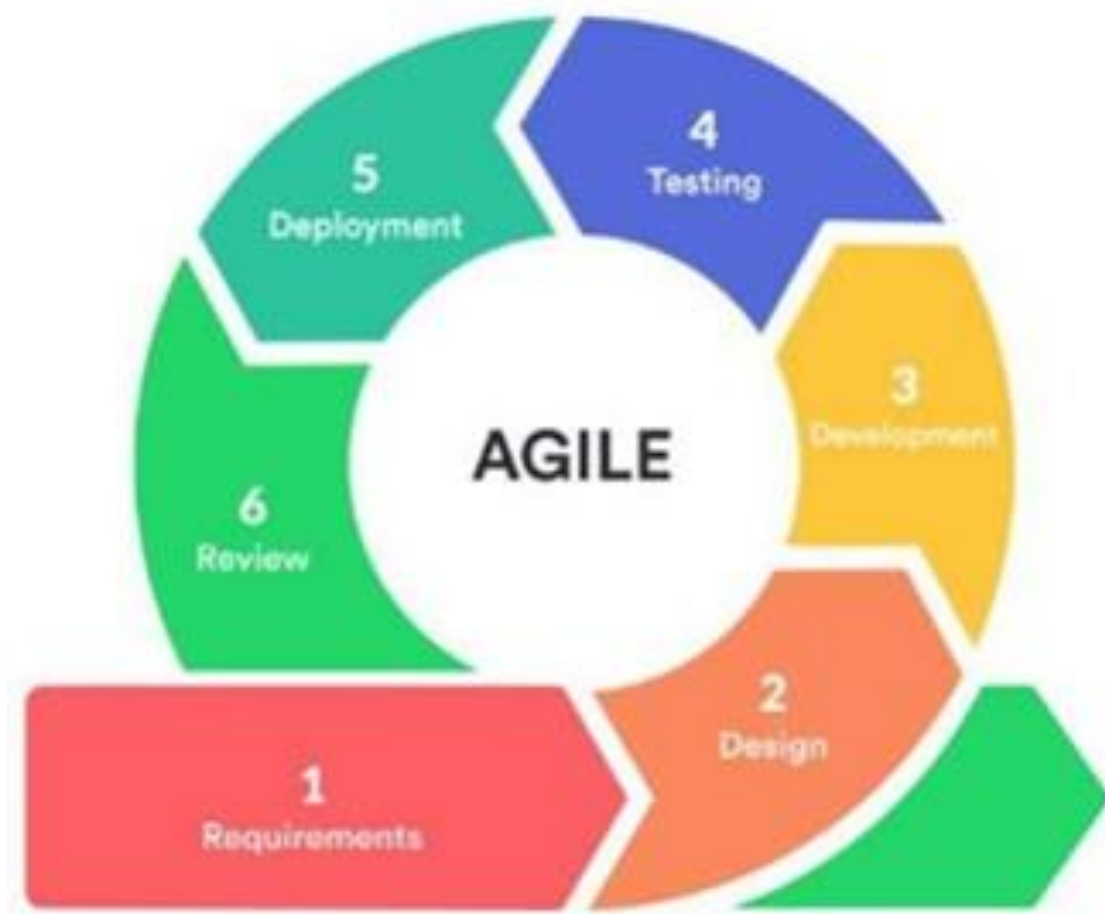 AGILE
1
Requirements
2
Design
3
Development
4
Testing
5
Deployment
6
Review